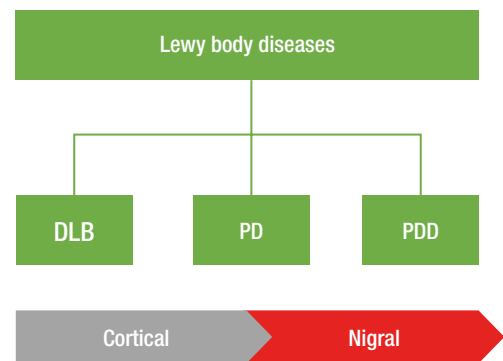 Lewy body diseases
DLB
PD
PDD
Cortical
Nigral